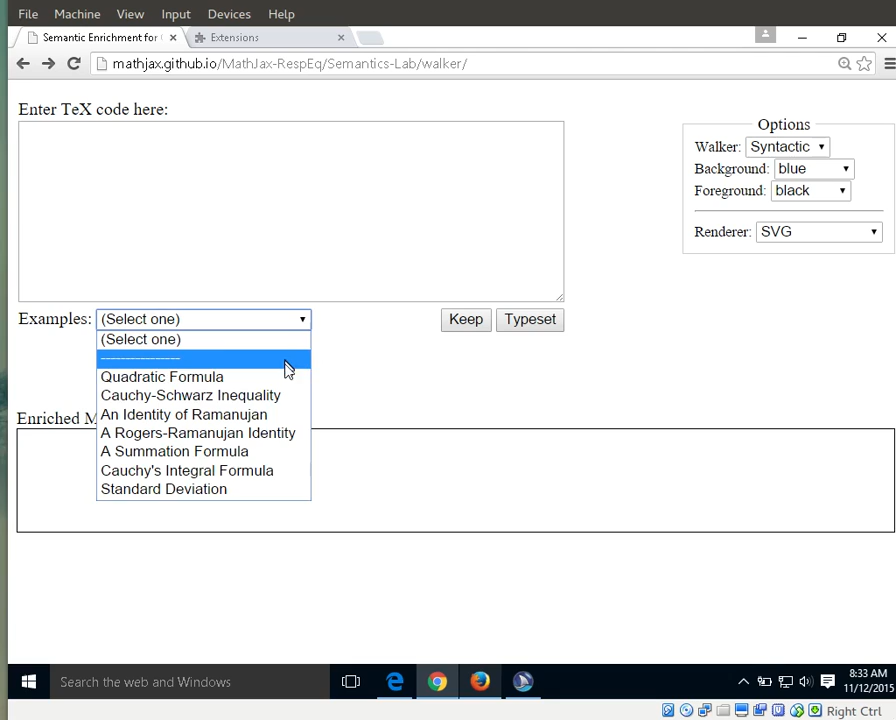 File Machine View Input Devices Help
Semantic Enrichment for
Extensions
mathjax.github.io/MathJax-RespEq/Semantics-Lab/walker/
Enter TeX code here:
Options
Walker: Syntactic
Background: blue
Foreground: black
Renderer: SVG
Examples: (Select one)
Keep Typeset
(Select one)
----------------
Quadratic Formula
Cauchy-Schwarz Inequality
An Identity of Ramanujan
Enriched M
A Rogers-Ramanujan Identity
A Summation Formula
Cauchy's Integral Formula
Standard Deviation
Search the web and Windows
8:33 AM
11/12/2015
Right Ctrl